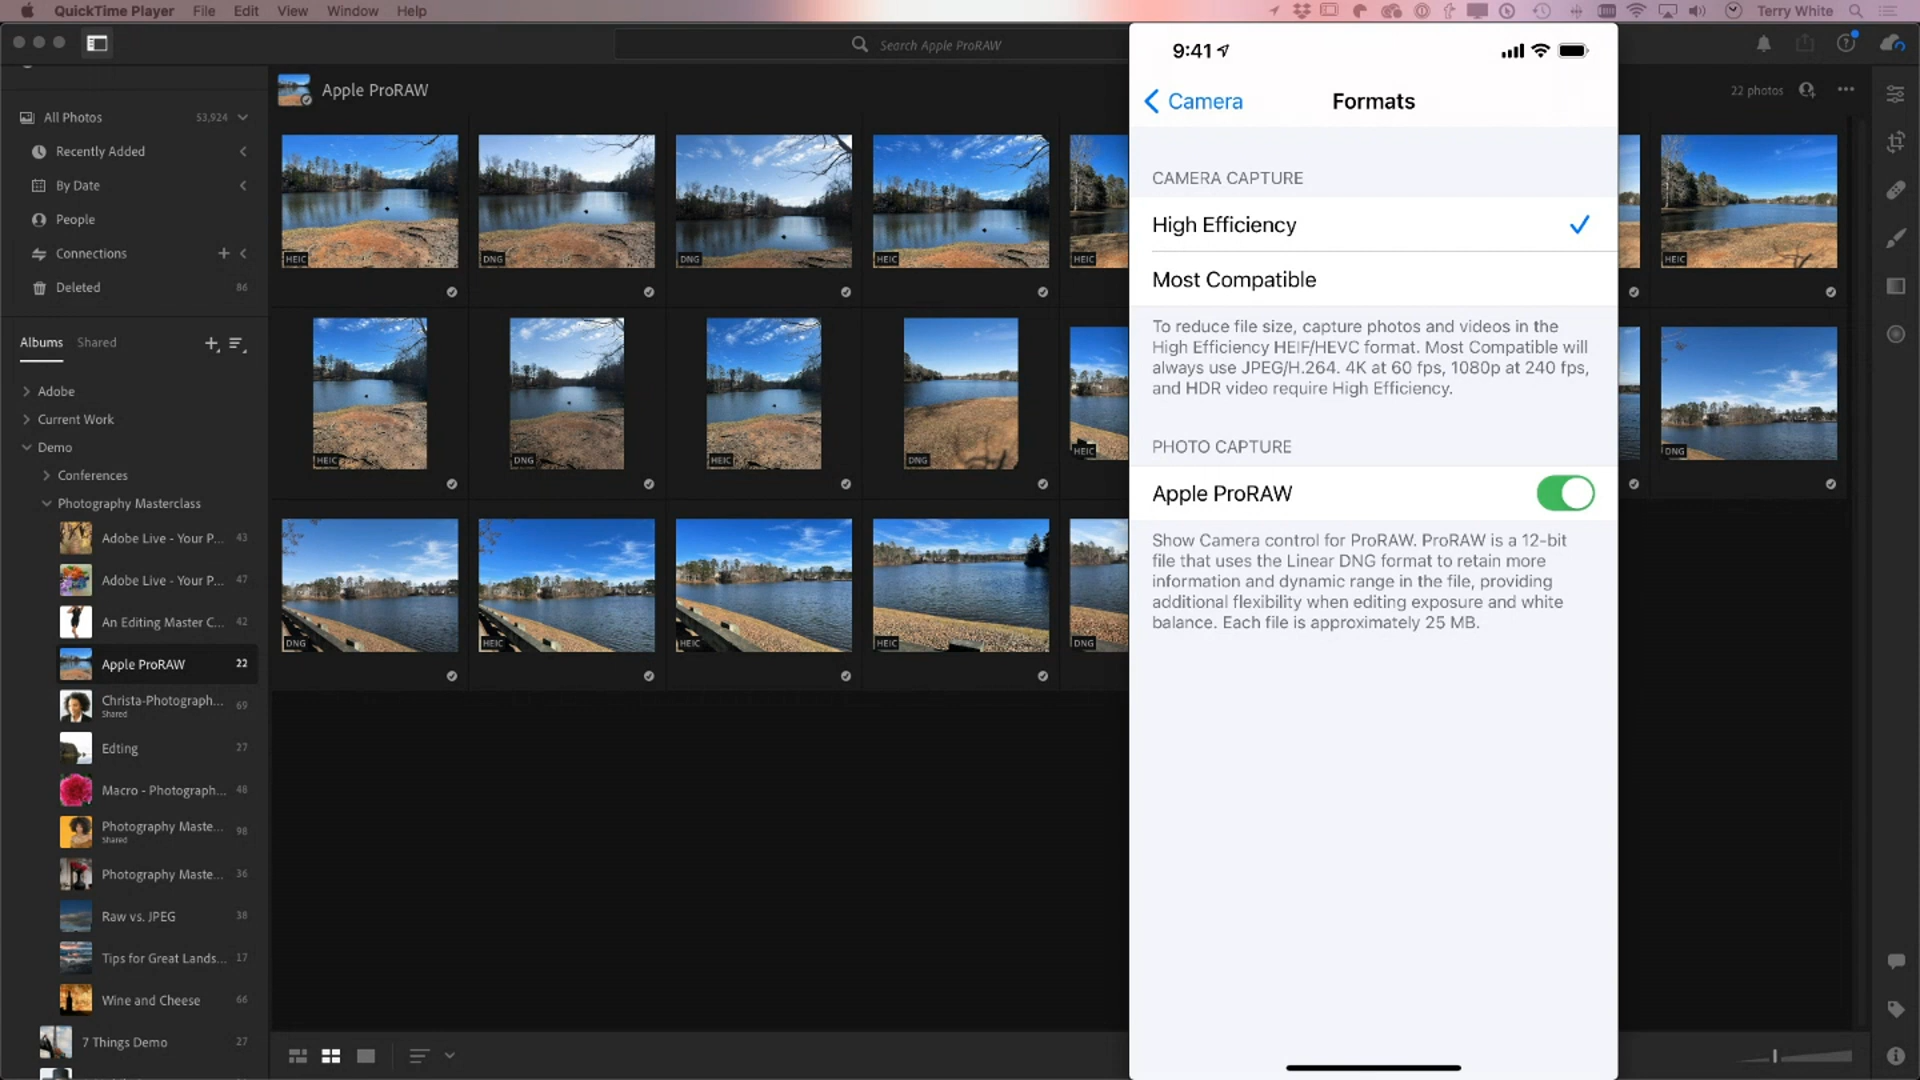 QuickTime Player File Edit View Window Help
Terry White
Search Apple ProRAW
All Photos 53,924
Recently Added
By Date
People
Connections
Deleted 86
Albums Shared
Adobe
Current Work
Demo
Conferences
Photography Masterclass
Adobe Live - Your P... 43
Adobe Live - Your P... 47
An Editing Master C... 42
Apple ProRAW 22
Christa-Photograph... 69
Shared
Edting 27
Macro - Photograph... 48
Photography Maste... 98
Shared
Photography Maste... 36
Raw vs. JPEG 38
Tips for Great Lands... 17
Wine and Cheese 66
7 Things Demo 27
Apple ProRAW
22 photos
HEIC DNG DNG HEIC HEIC HEIC
HEIC DNG HEIC DNG HEIC DNG
DNG HEIC HEIC HEIC DNG
9:41
Camera Formats
CAMERA CAPTURE
High Efficiency
Most Compatible
To reduce file size, capture photos and videos in the
High Efficiency HEIF/HEVC format. Most Compatible will
always use JPEG/H.264. 4K at 60 fps, 1080p at 240 fps,
and HDR video require High Efficiency.
PHOTO CAPTURE
Apple ProRAW
Show Camera control for ProRAW. ProRAW is a 12-bit
file that uses the Linear DNG format to retain more
information and dynamic range in the file, providing
additional flexibility when editing exposure and white
balance. Each file is approximately 25 MB.